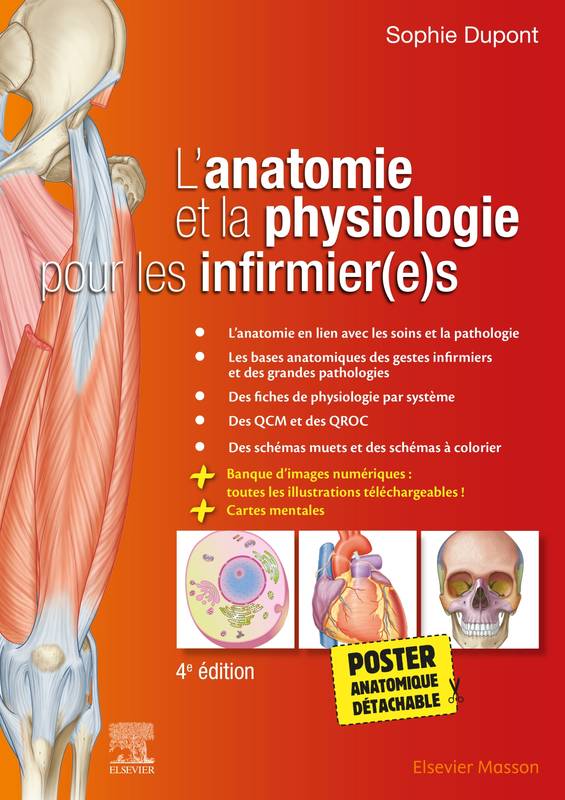 Sophie Dupont
L'anatomie
et la physiologie
pour les infirmier(e)s
• L'anatomie en lien avec les soins et la pathologie
• Les bases anatomiques des gestes infirmiers
et des grandes pathologies
• Des fiches de physiologie par système
• Des QCM et des QROC
• Des schémas muets et des schémas à colorier
+ Banque d'images numériques :
toutes les illustrations téléchargeables !
+ Cartes mentales
4e édition
POSTER
ANATOMIQUE
DÉTACHABLE
ELSEVIER
Elsevier Masson